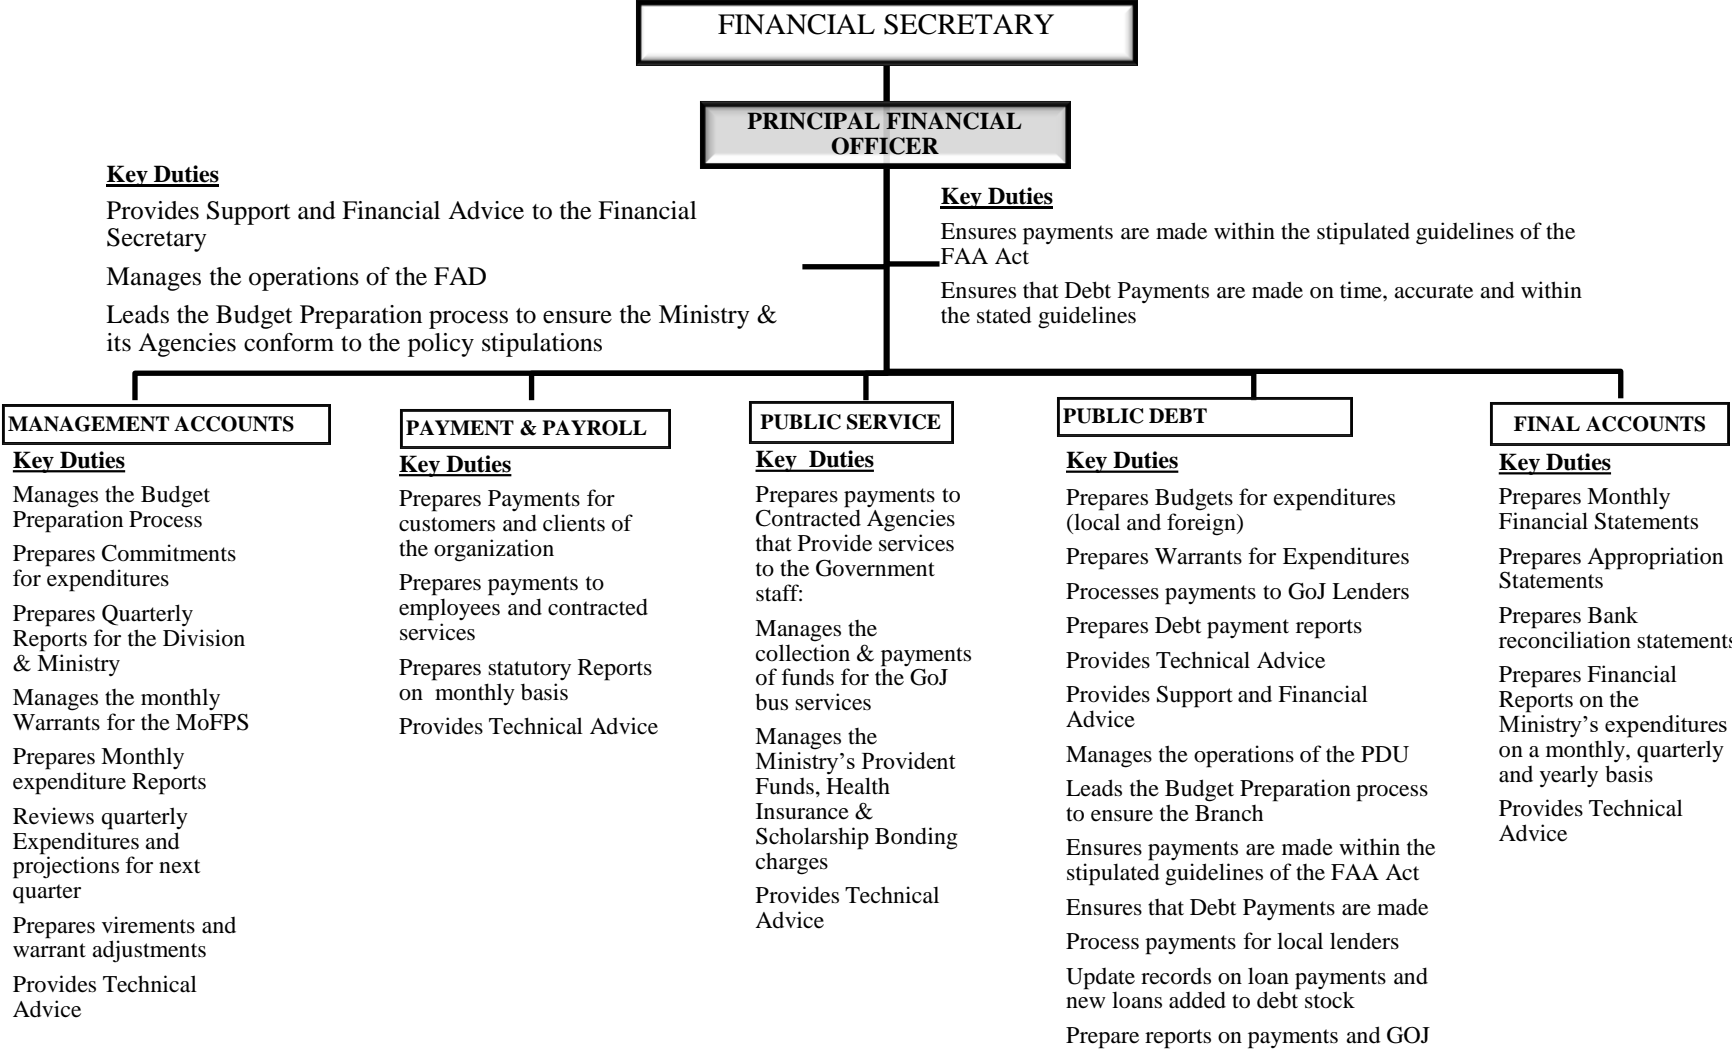 FINANCIAL SECRETARY
PRINCIPAL FINANCIAL
OFFICER
Key Duties
Provides Support and Financial Advice to the Financial
Secretary
Manages the operations of the FAD
Leads the Budget Preparation process to ensure the Ministry &
its Agencies conform to the policy stipulations
Key Duties
Ensures payments are made within the stipulated guidelines of the
FAA Act
Ensures that Debt Payments are made on time, accurate and within
the stated guidelines
MANAGEMENT ACCOUNTS
Key Duties
Manages the Budget
Preparation Process
Prepares Commitments
for expenditures
Prepares Quarterly
Reports for the Division
& Ministry
Manages the monthly
Warrants for the MoFPS
Prepares Monthly
expenditure Reports
Reviews quarterly
Expenditures and
projections for next
quarter
Prepares virements and
warrant adjustments
Provides Technical
Advice
PAYMENT & PAYROLL
Key Duties
Prepares Payments for
customers and clients of
the organization
Prepares payments to
employees and contracted
services
Prepares statutory Reports
on monthly basis
Provides Technical Advice
PUBLIC SERVICE
Key Duties
Prepares payments to
Contracted Agencies
that Provide services
to the Government
staff:
Manages the
collection & payments
of funds for the GoJ
bus services
Manages the
Ministry's Provident
Funds, Health
Insurance &
Scholarship Bonding
charges
Provides Technical
Advice
PUBLIC DEBT
Key Duties
Prepares Budgets for expenditures
(local and foreign)
Prepares Warrants for Expenditures
Processes payments to GoJ Lenders
Prepares Debt payment reports
Provides Technical Advice
Provides Support and Financial
Advice
Manages the operations of the PDU
Leads the Budget Preparation process
to ensure the Branch
Ensures payments are made within the
stipulated guidelines of the FAA Act
Ensures that Debt Payments are made
Process payments for local lenders
Update records on loan payments and
new loans added to debt stock
Prepare reports on payments and GOJ
FINAL ACCOUNTS
Key Duties
Prepares Monthly
Financial Statements
Prepares Appropriation
Statements
Prepares Bank
reconciliation statements
Prepares Financial
Reports on the
Ministry's expenditures
on a monthly, quarterly
and yearly basis
Provides Technical
Advice